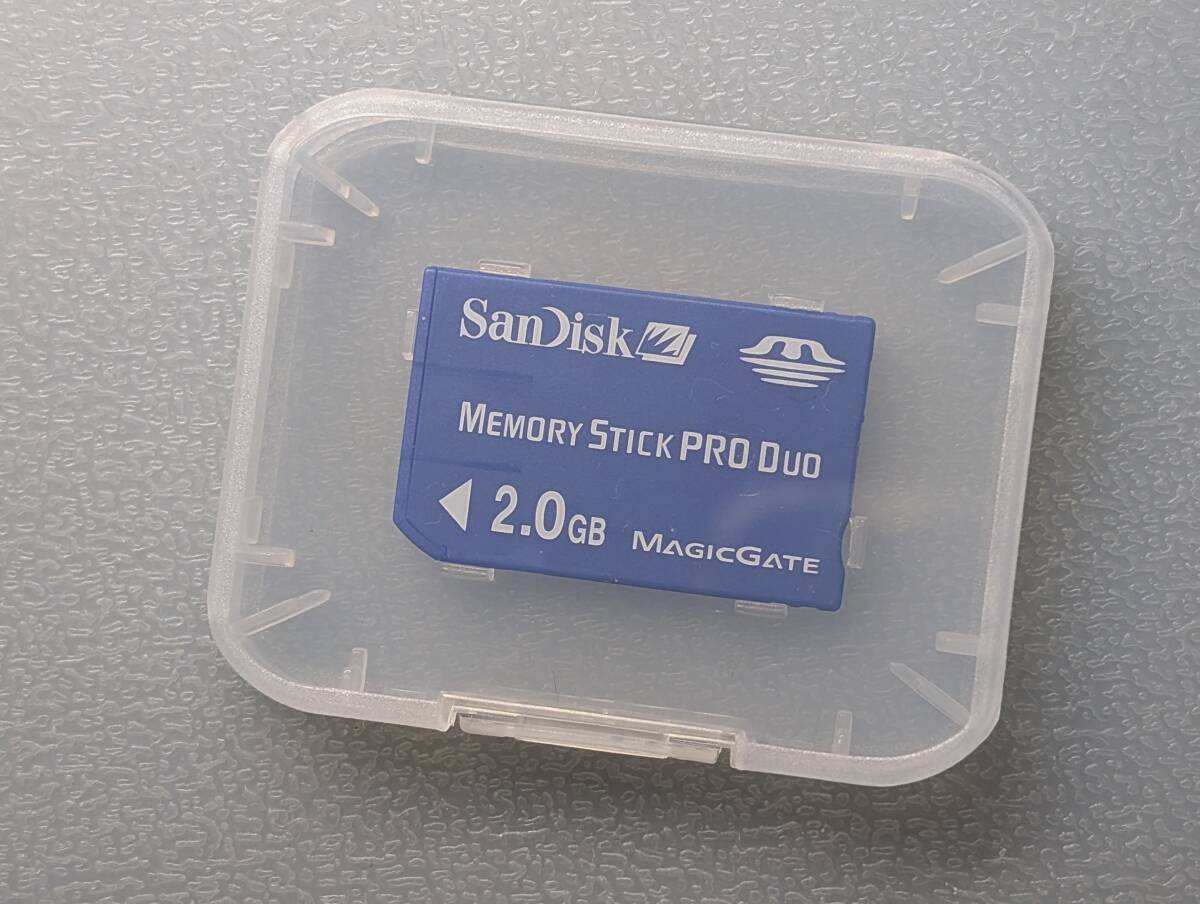 SanDisk
MEMORY STICK PRO DUO
2.0GB MAGICGATE